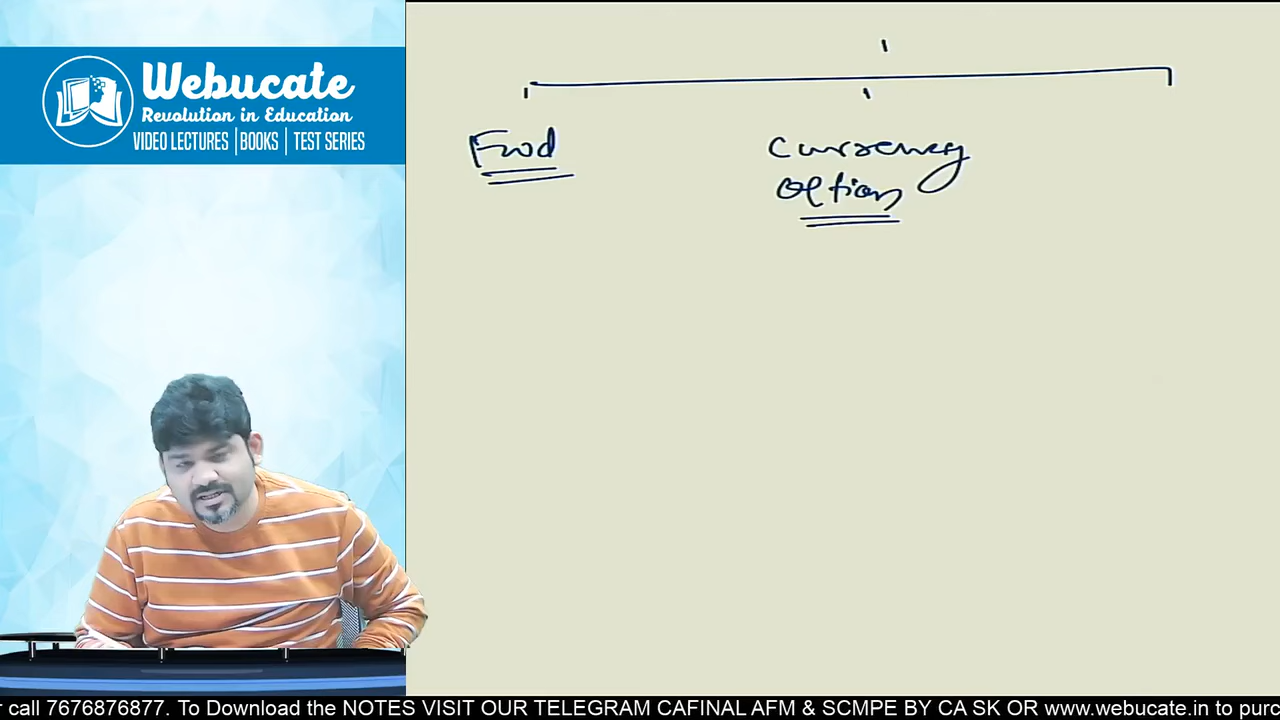 Webucate
Revolution in Education
VIDEO LECTURES | BOOKS | TEST SERIES
Fwd
Currency
Option
r call 7676876877. To Download the NOTES VISIT OUR TELEGRAM CAFINAL AFM & SCMPE BY CA SK OR www.webucate.in to purc